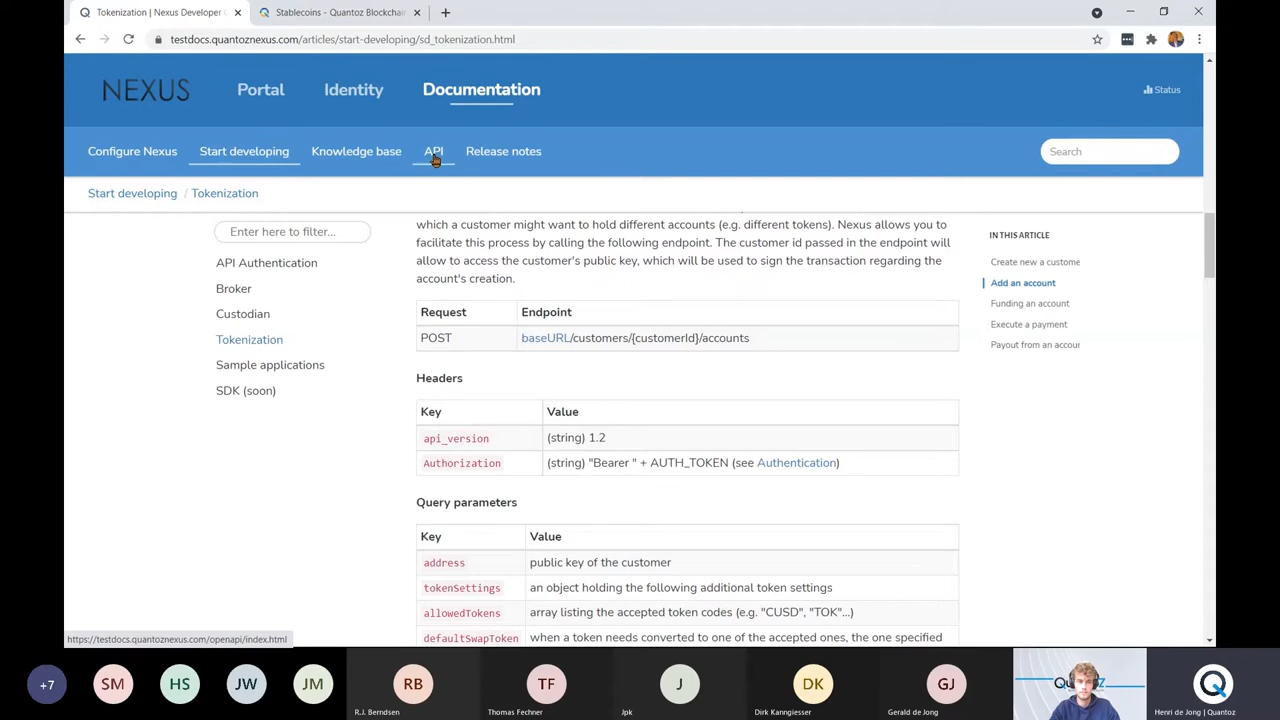 Tokenization | Nexus Developer
Stablecoins - Quantoz Blockchain
testdocs.quantoznexus.com/articles/start-developing/sd_tokenization.html
NEXUS
Portal
Identity
Documentation
Status
Configure Nexus
Start developing
Knowledge base
API
Release notes
Search
Start developing / Tokenization
Enter here to filter...
API Authentication
Broker
Custodian
Tokenization
Sample applications
SDK (soon)
which a customer might want to hold different accounts (e.g. different tokens). Nexus allows you to
facilitate this process by calling the following endpoint. The customer id passed in the endpoint will
allow to access the customer's public key, which will be used to sign the transaction regarding the
account's creation.
Request Endpoint
POST baseURL/customers/{customerId}/accounts
Headers
Key Value
api_version (string) 1.2
Authorization (string) "Bearer " + AUTH_TOKEN (see Authentication)
Query parameters
Key Value
address public key of the customer
tokenSettings an object holding the following additional token settings
allowedTokens array listing the accepted token codes (e.g. "CUSD", "TOK"...)
defaultSwapToken when a token needs converted to one of the accepted ones, the one specified
IN THIS ARTICLE
Create new a custome
Add an account
Funding an account
Execute a payment
Payout from an accour
https://testdocs.quantoznexus.com/openapi/index.html
+7
SM
HS
JW
JM
RB
R.J. Berndsen
TF
Thomas Fechner
J
Jpk
DK
Dirk Kanngiesser
GJ
Gerald de Jong
Henri de Jong | Quantoz